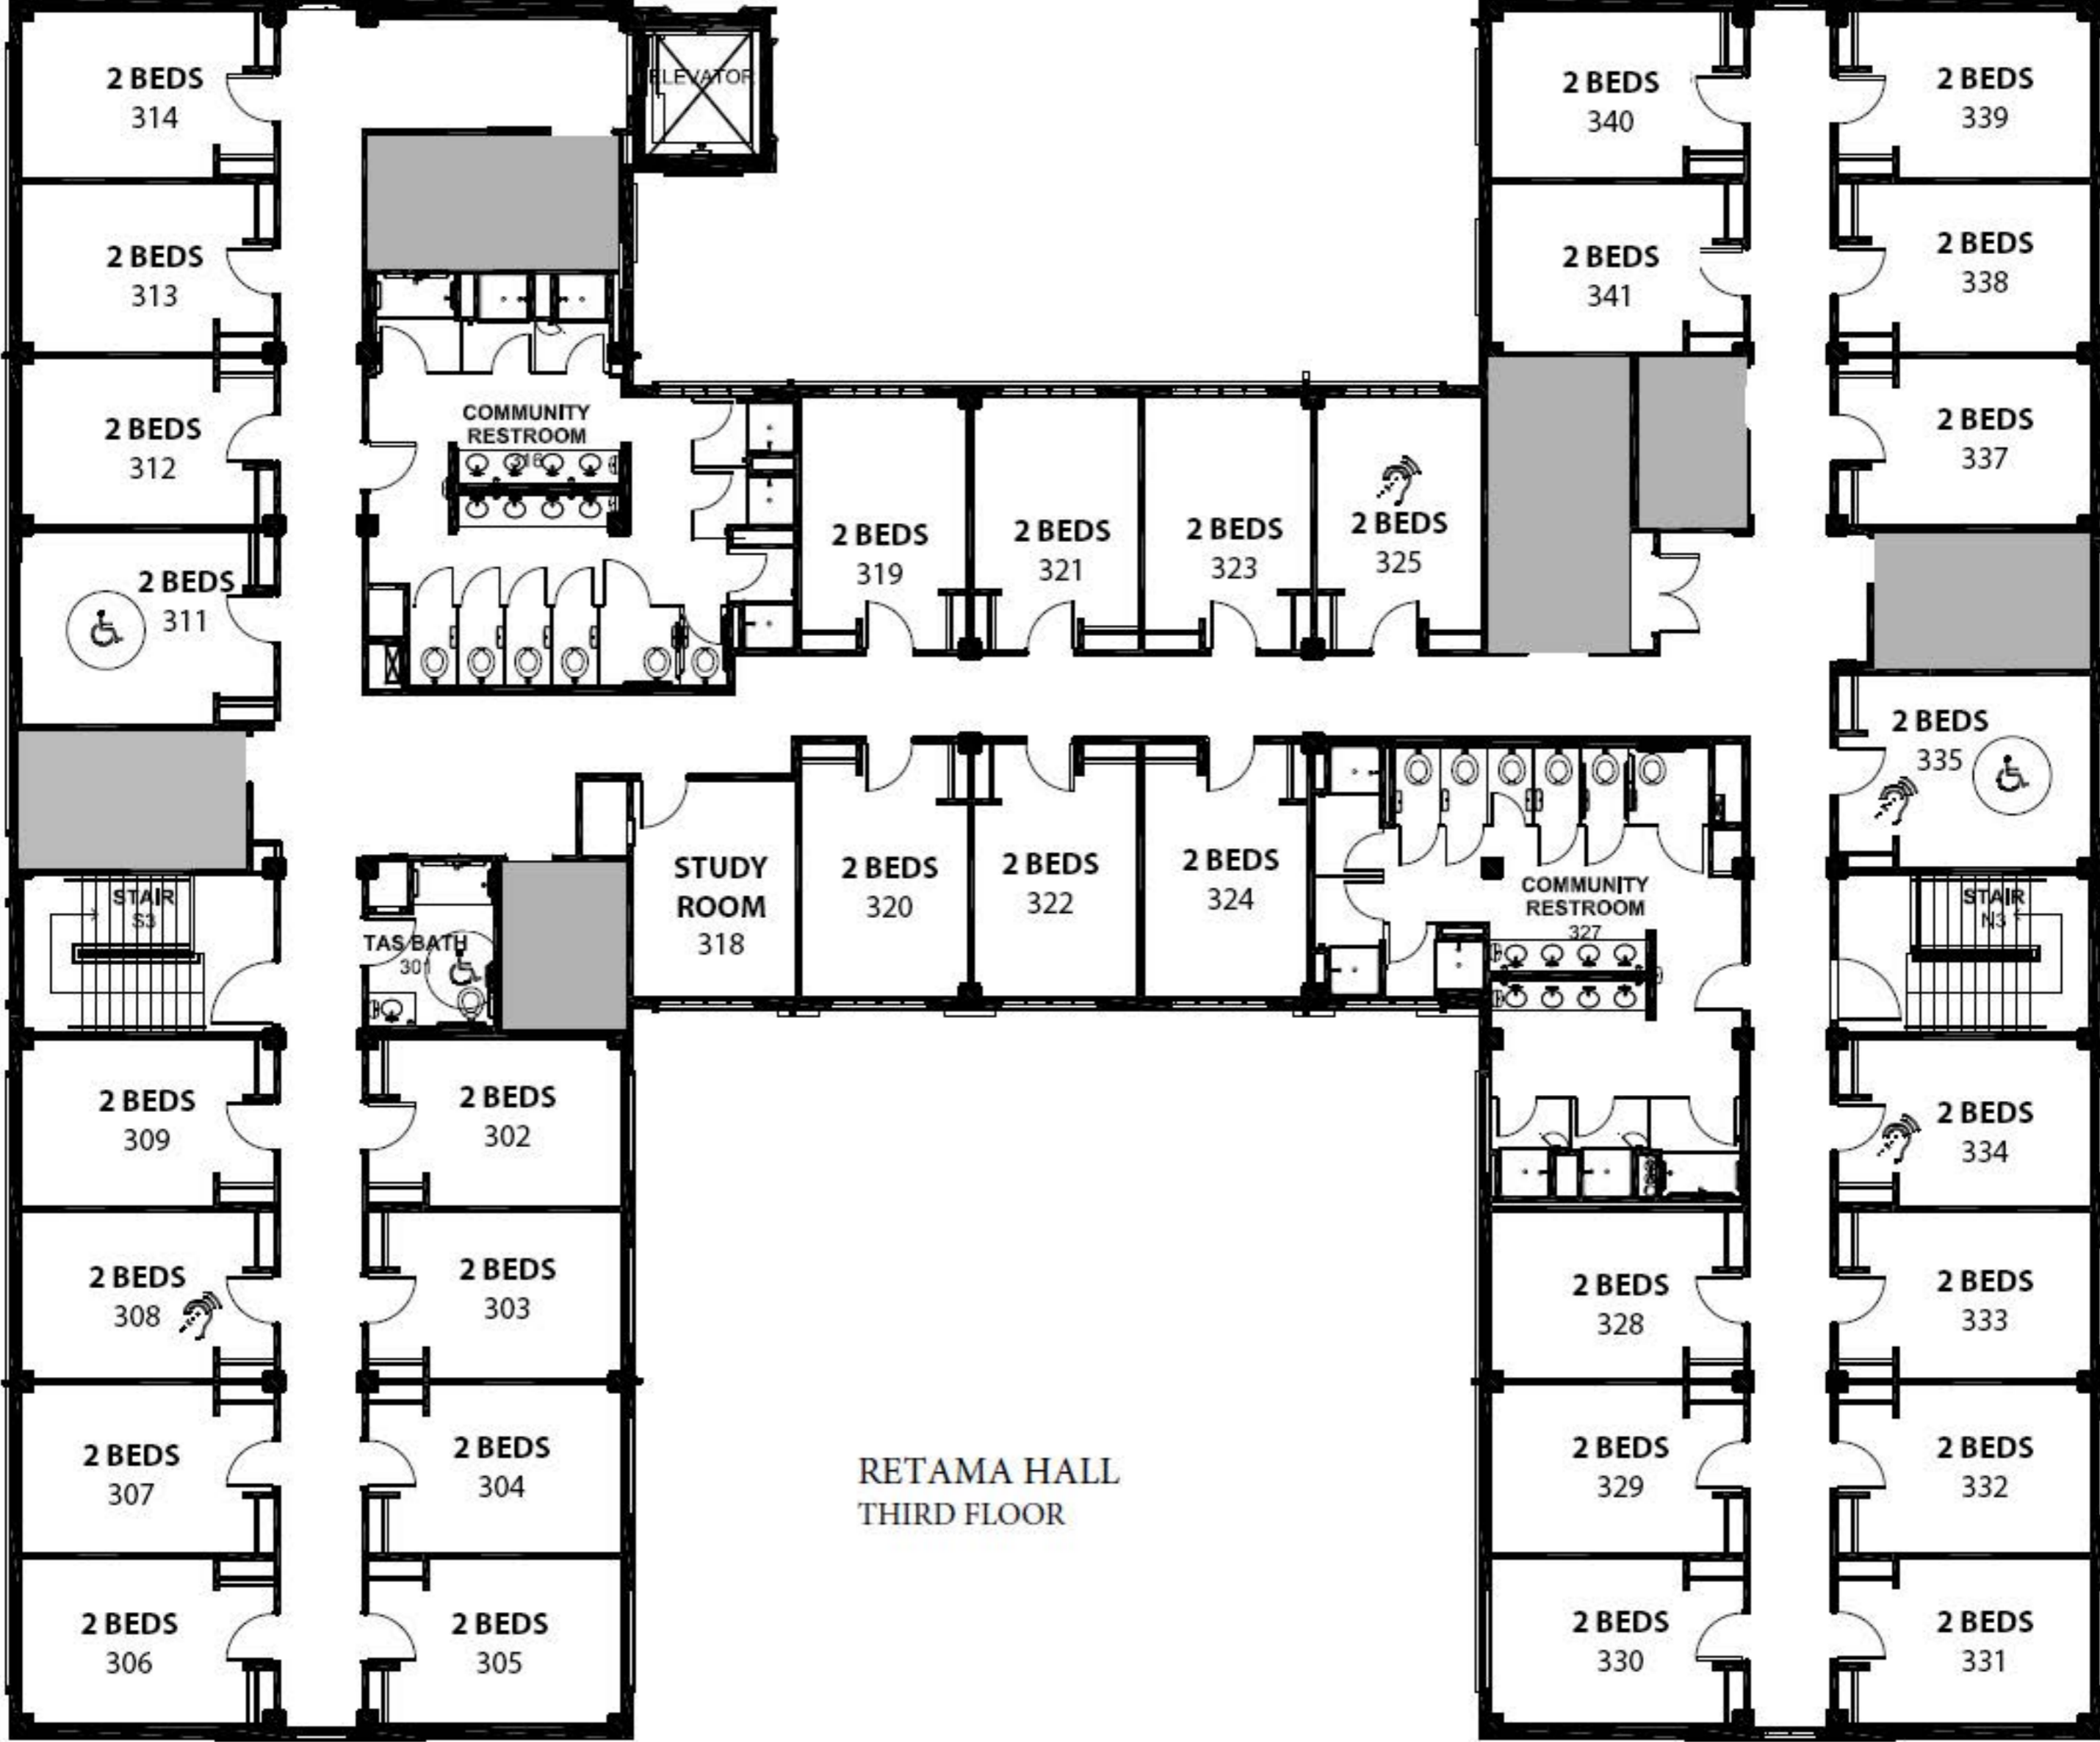 2 BEDS
314
2 BEDS
313
2 BEDS
312
2 BEDS
311
ELEVATOR
COMMUNITY
RESTROOM
316
2 BEDS
319
2 BEDS
321
2 BEDS
323
2 BEDS
325
2 BEDS
340
2 BEDS
341
2 BEDS
339
2 BEDS
338
2 BEDS
337
2 BEDS
335
STAIR
S3
TAS BATH
301
STUDY
ROOM
318
2 BEDS
320
2 BEDS
322
2 BEDS
324
COMMUNITY
RESTROOM
327
STAIR
N3
2 BEDS
309
2 BEDS
308
2 BEDS
307
2 BEDS
306
2 BEDS
302
2 BEDS
303
2 BEDS
304
2 BEDS
305
RETAMA HALL
THIRD FLOOR
2 BEDS
328
2 BEDS
329
2 BEDS
330
2 BEDS
334
2 BEDS
333
2 BEDS
332
2 BEDS
331